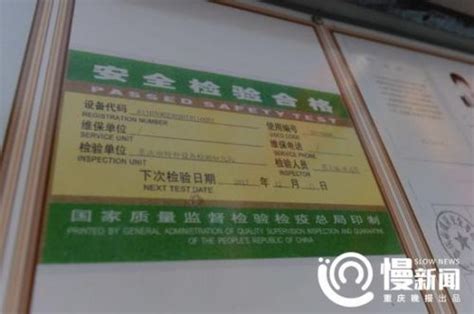 安全检验合格
PASSED SAFETY TEST
设备代码
REGISTRATION NUMBER
使用编号
USER CODE
维保单位
SERVICE UNIT
维保电话
SERVICE PHONE
检验单位
INSPECTION UNIT
检验人员
INSPECTOR
下次检验日期 年 月
NEXT TEST DATE
国家质量监督检验检疫总局印制
PRINTED BY GENERAL ADMINISTRATION OF QUALITY SUPERVISION INSPECTION AND QUARANTINE
OF THE PEOPLE'S REPUBLIC OF CHINA
SLOW NEWS
慢新闻
重庆晚报出品